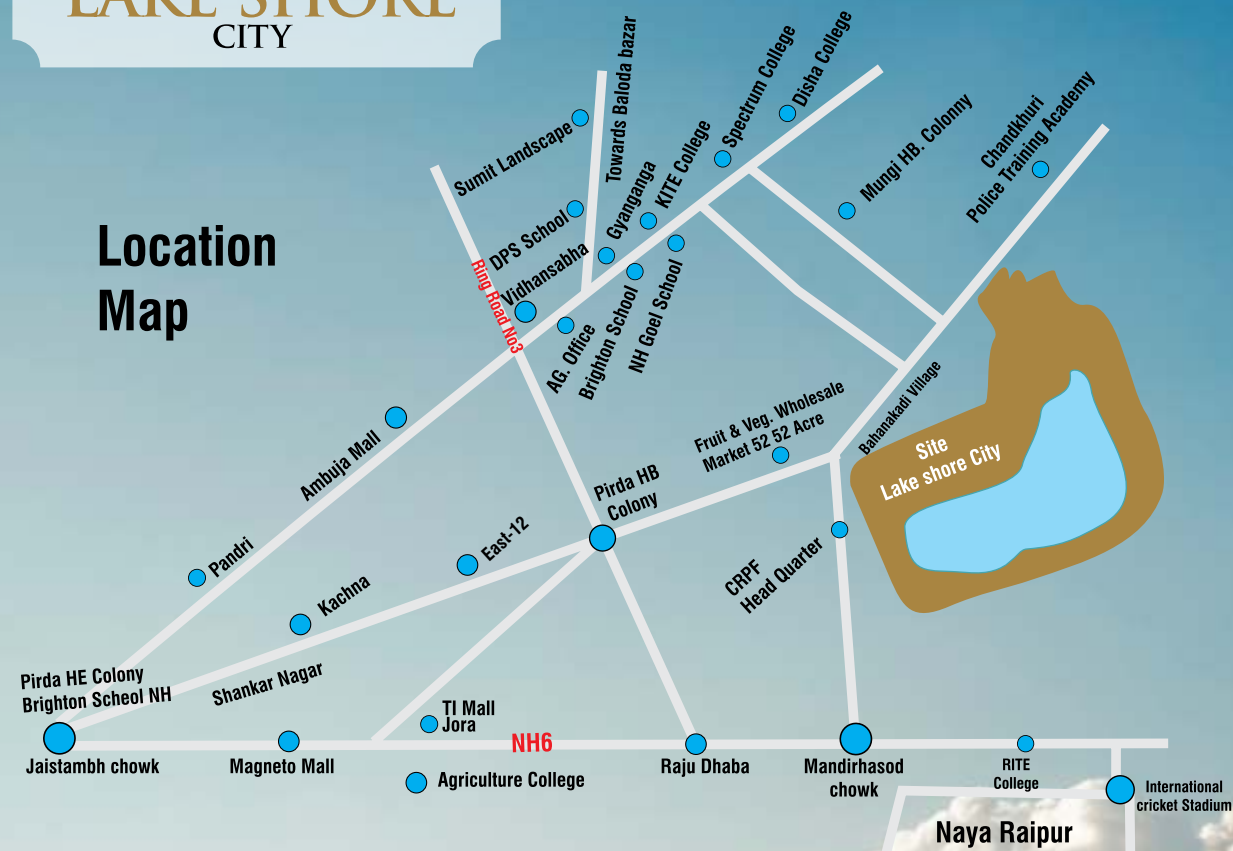 LAKE SHORE
CITY
Location
Map
Sumit Landscape
Towards Baloda bazar
DPS School
Vidhansabha
Ring Road No3
Gyanganga
KITE College
Spectrum College
Disha College
Mungi HB. Colonny
Chandkhuri
Police Training Academy
AG. Office
Brighton School
NH Goel School
Ambuja Mall
Pandri
Fruit & Veg. Wholesale
Market 52 52 Acre
Bahanakadi Village
Site
Lake shore City
Pirda HB
Colony
East-12
Kachna
CRPF
Head Quarter
Pirda HE Colony
Brighton Scheol NH
Shankar Nagar
TI Mall
Jora
NH6
Jaistambh chowk
Magneto Mall
Agriculture College
Raju Dhaba
Mandirhasod
chowk
RITE
College
International
cricket Stadium
Naya Raipur